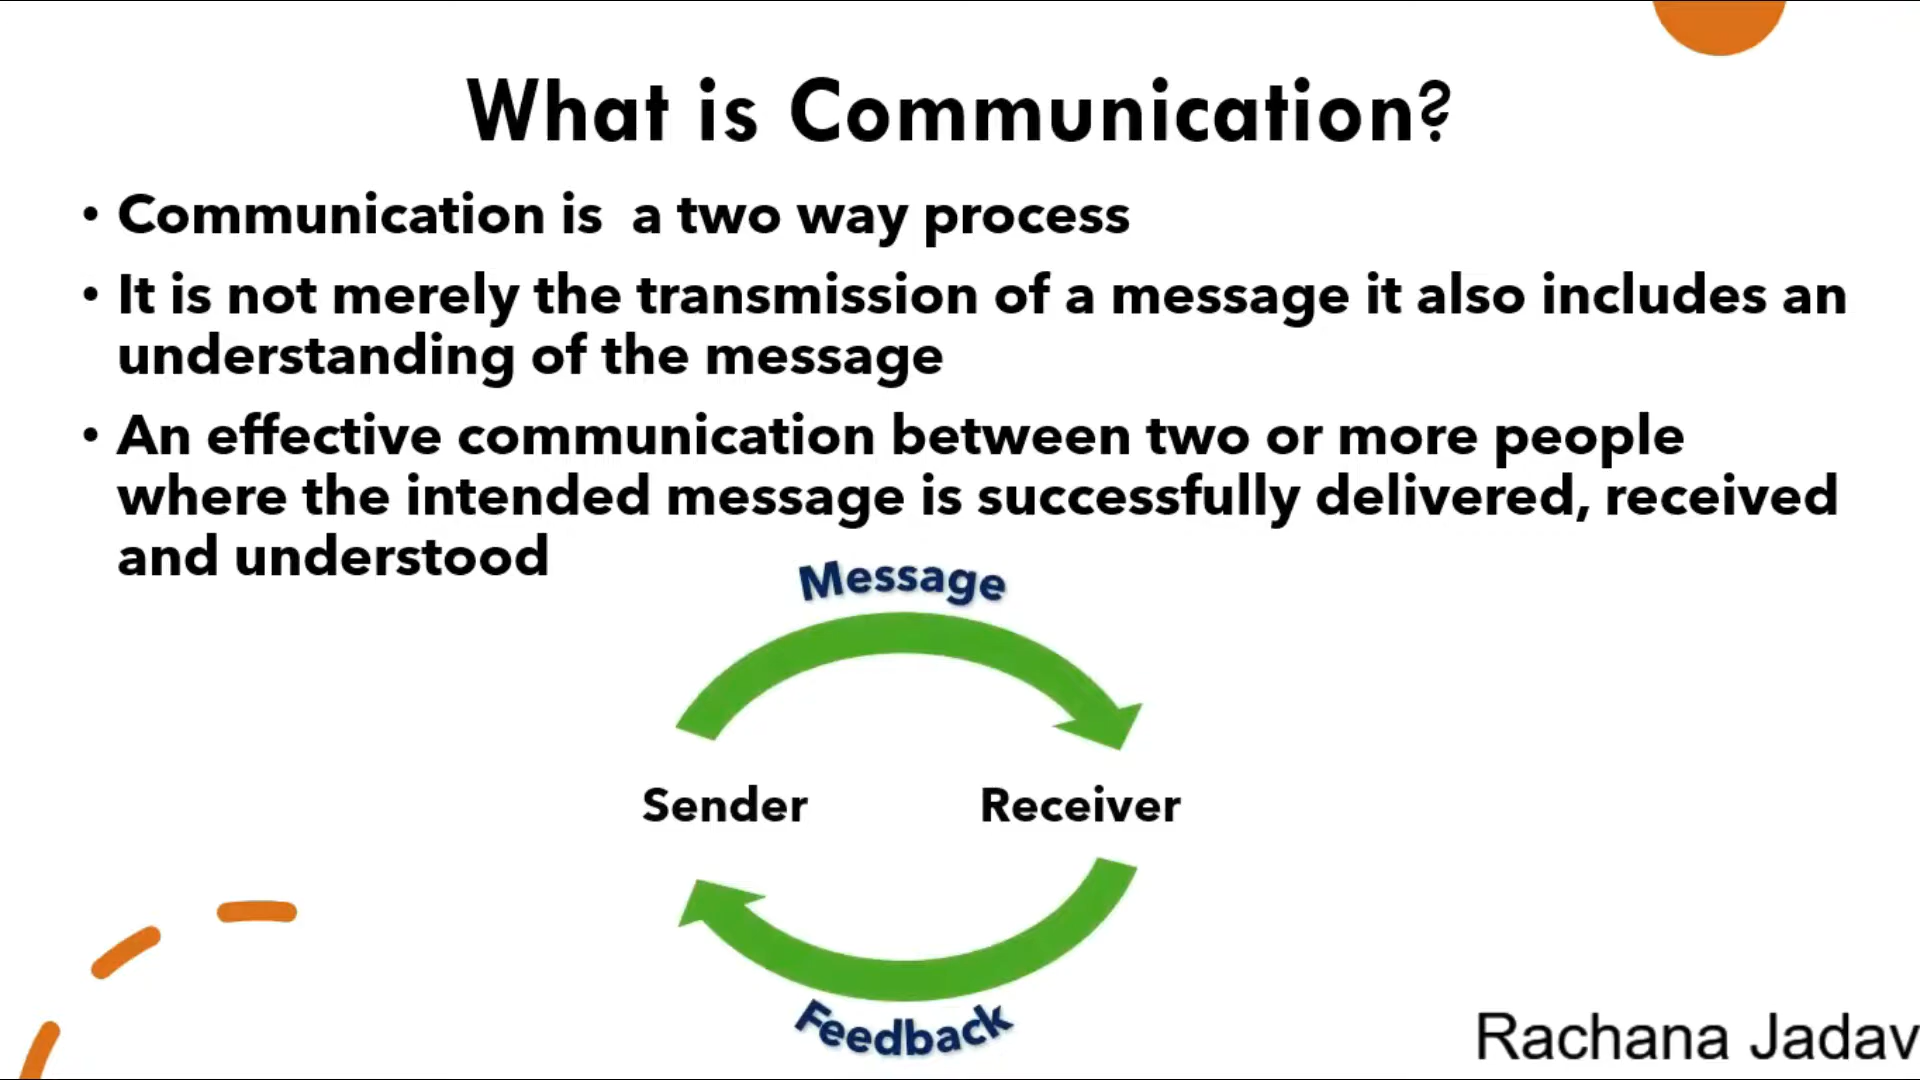 What is Communication?
• Communication is  a two way process
• It is not merely the transmission of a message it also includes an
understanding of the message
• An effective communication between two or more people
where the intended message is successfully delivered, received
and understood
Message
Sender
Receiver
Feedback
Rachana Jadav